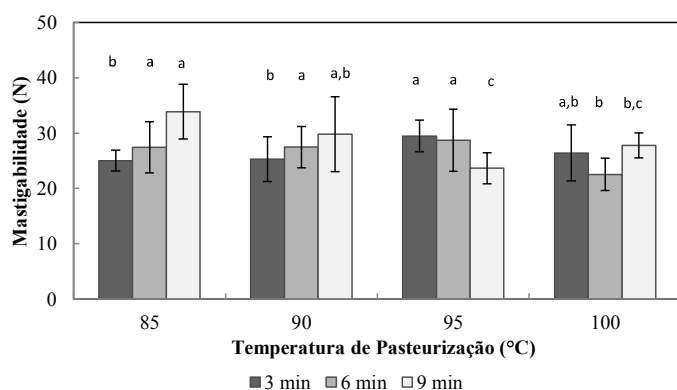 50
b a a b a a,b a a c a,b b b,c
40
30
20
10
0
Mastigabilidade (N)
85 90 95 100
Temperatura de Pasteurização (°C)
3 min 6 min 9 min